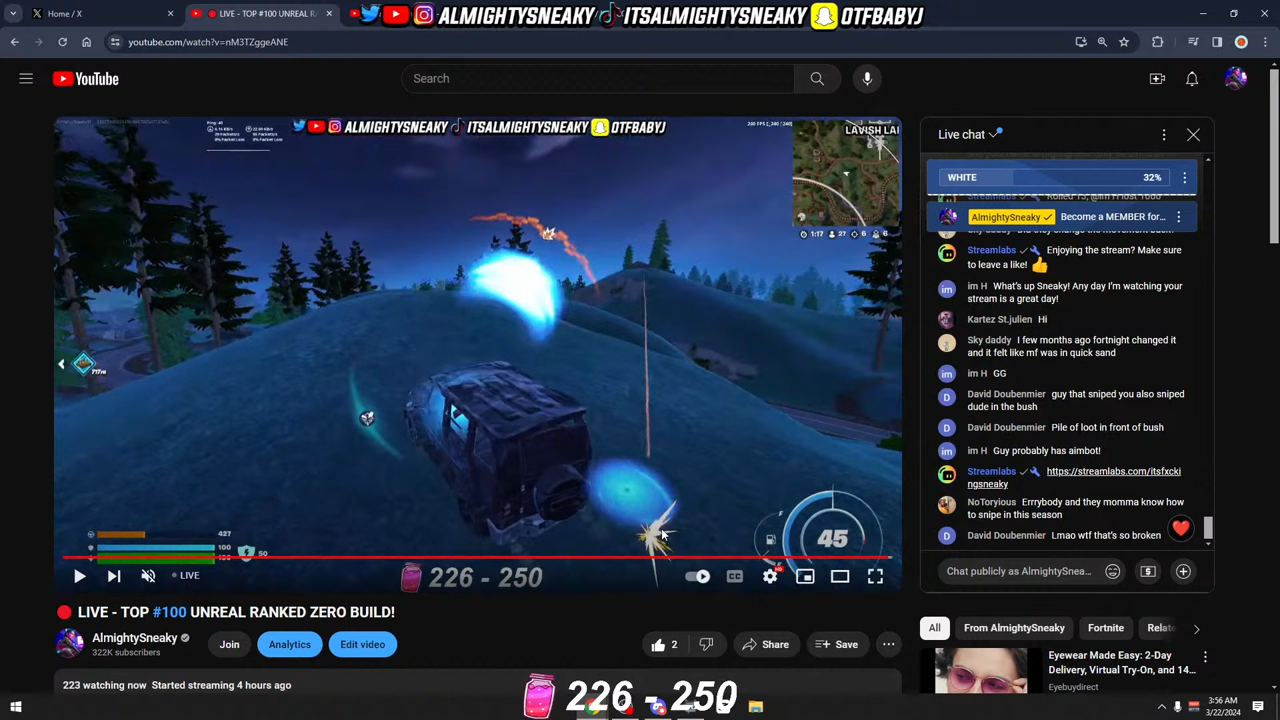 Home / X
LIVE - TOP #100 UNREAL RA
ALMIGHTYSNEAKY
ITSALMIGHTYSNEAKY
OTFBABYJ
youtube.com/watch?v=nM3TZggeANE
YouTube
Search
ALMIGHTYSNEAKY
ITSALMIGHTYSNEAKY
OTFBABYJ
LAVISH LAI
1:17 27 6 6
717m
427
100
50
45
F
LIVE
226 - 250
HD
LIVE - TOP #100 UNREAL RANKED ZERO BUILD!
AlmightySneaky
322K subscribers
Join
Analytics
Edit video
2
Share
Save
223 watching now Started streaming 4 hours ago
226 - 250
Live chat
WHITE 32%
AlmightySneaky Become a MEMBER for...
Streamlabs Enjoying the stream? Make sure
to leave a like! 👍
im H What's up Sneaky! Any day I'm watching your
stream is a great day!
Kartez St.julien Hi
Sky daddy I few months ago fortnight changed it
and it felt like mf was in quick sand
im H GG
David Doubenmier guy that sniped you also sniped
dude in the bush
David Doubenmier Pile of loot in front of bush
im H Guy probably has aimbot!
Streamlabs https://streamlabs.com/itsfxcki
ngsneaky
NoToryious Errrybody and they momma know how
to snipe in this season
David Doubenmier Lmao wtf that's so broken
Chat publicly as AlmightySnea...
All
From AlmightySneaky
Fortnite
Relate
Eyewear Made Easy: 2-Day
Delivery, Virtual Try-On, and 14...
Eyebuydirect
3:56 AM
3/22/2024